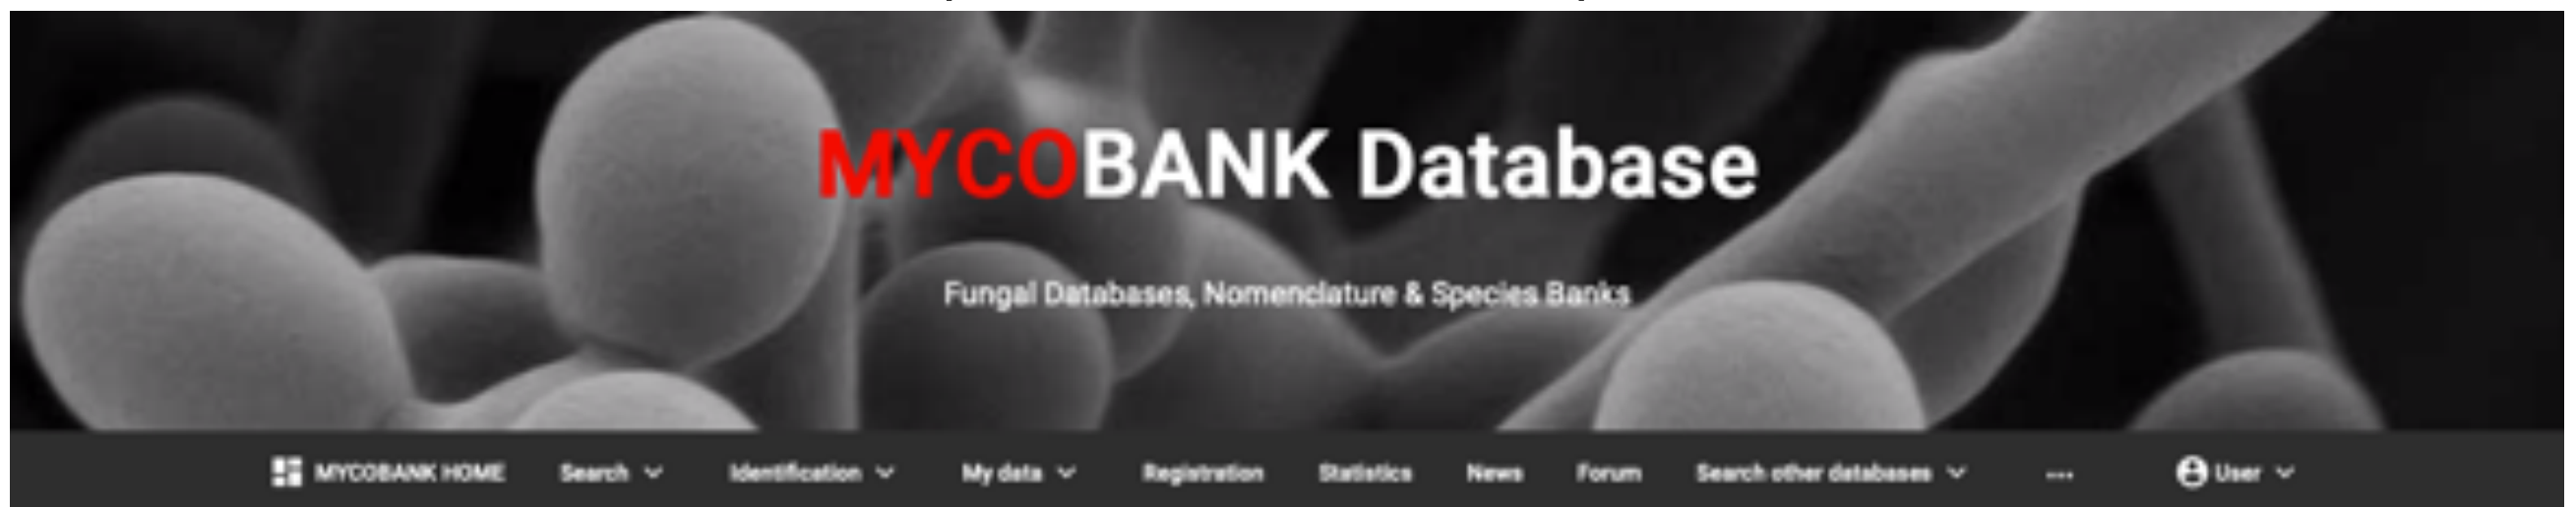 MYCOBANK Database
Fungal Databases, Nomenclature & Species Banks
MYCOBANK HOME Search Identification My data Registration Statistics News Forum Search other databases ... User